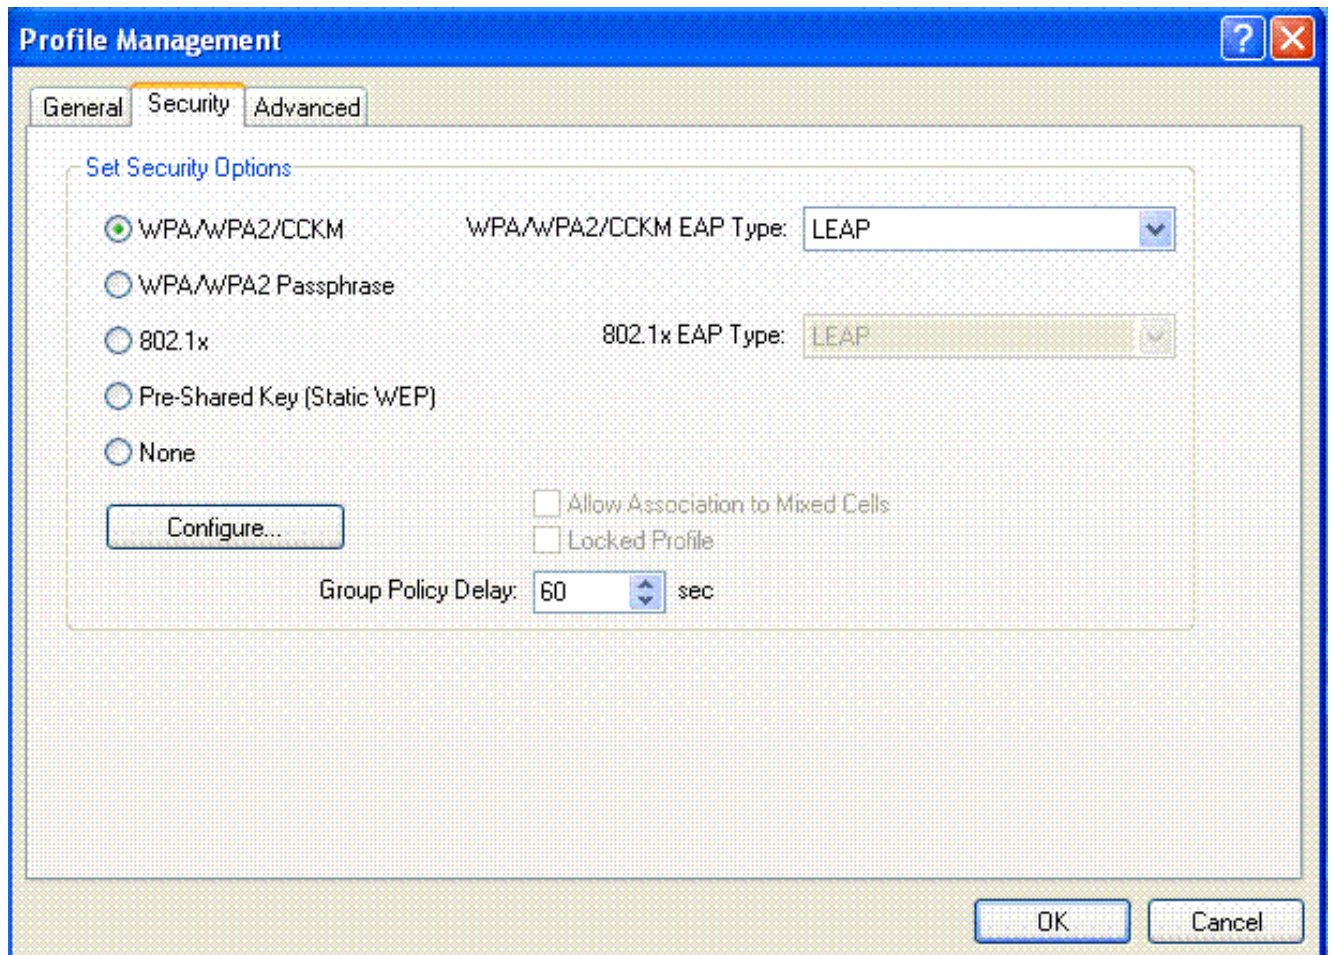 Profile Management
General Security Advanced
Set Security Options
WPA/WPA2/CCKM WPA/WPA2/CCKM EAP Type: LEAP
WPA/WPA2 Passphrase
802.1x 802.1x EAP Type: LEAP
Pre-Shared Key (Static WEP)
None
Configure... Allow Association to Mixed Cells
Locked Profile
Group Policy Delay: 60 sec
OK Cancel